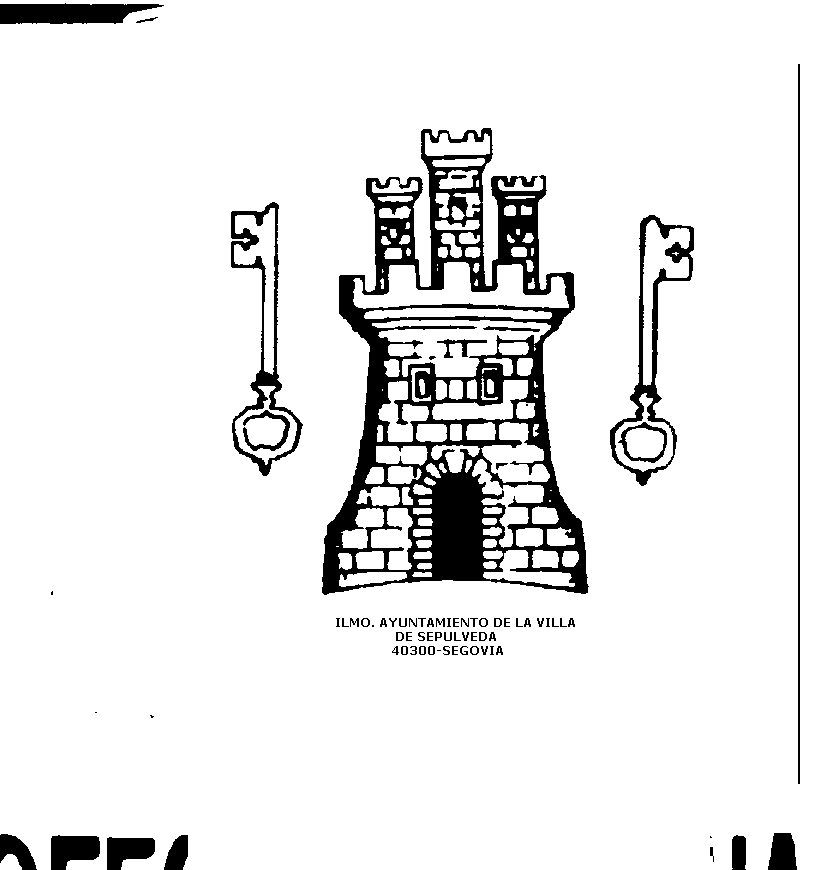 ILMO. AYUNTAMIENTO DE LA VILLA
DE SEPULVEDA
40300-SEGOVIA